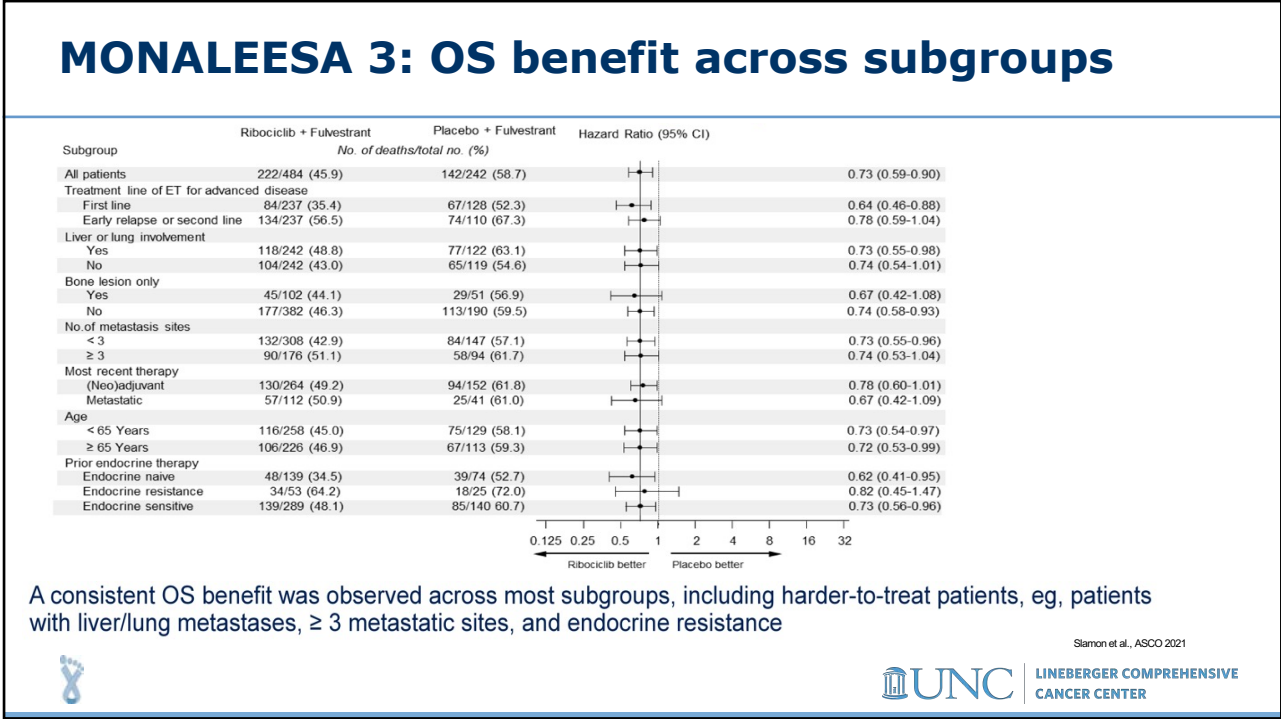 MONALEESA 3: OS benefit across subgroups
Ribociclib + Fulvestrant Placebo + Fulvestrant Hazard Ratio (95% CI)
Subgroup No. of deaths/total no. (%)
All patients 222/484 (45.9) 142/242 (58.7) 0.73 (0.59-0.90)
Treatment line of ET for advanced disease
First line 84/237 (35.4) 67/128 (52.3) 0.64 (0.46-0.88)
Early relapse or second line 134/237 (56.5) 74/110 (67.3) 0.78 (0.59-1.04)
Liver or lung involvement
Yes 118/242 (48.8) 77/122 (63.1) 0.73 (0.55-0.98)
No 104/242 (43.0) 65/119 (54.6) 0.74 (0.54-1.01)
Bone lesion only
Yes 45/102 (44.1) 29/51 (56.9) 0.67 (0.42-1.08)
No 177/382 (46.3) 113/190 (59.5) 0.74 (0.58-0.93)
No.of metastasis sites
< 3 132/308 (42.9) 84/147 (57.1) 0.73 (0.55-0.96)
≥ 3 90/176 (51.1) 58/94 (61.7) 0.74 (0.53-1.04)
Most recent therapy
(Neo)adjuvant 130/264 (49.2) 94/152 (61.8) 0.78 (0.60-1.01)
Metastatic 57/112 (50.9) 25/41 (61.0) 0.67 (0.42-1.09)
Age
< 65 Years 116/258 (45.0) 75/129 (58.1) 0.73 (0.54-0.97)
≥ 65 Years 106/226 (46.9) 67/113 (59.3) 0.72 (0.53-0.99)
Prior endocrine therapy
Endocrine naive 48/139 (34.5) 39/74 (52.7) 0.62 (0.41-0.95)
Endocrine resistance 34/53 (64.2) 18/25 (72.0) 0.82 (0.45-1.47)
Endocrine sensitive 139/289 (48.1) 85/140 60.7) 0.73 (0.56-0.96)
0.125 0.25 0.5 1 2 4 8 16 32
Ribociclib better Placebo better
A consistent OS benefit was observed across most subgroups, including harder-to-treat patients, eg, patients
with liver/lung metastases, ≥ 3 metastatic sites, and endocrine resistance
Slamon et al., ASCO 2021
UNC LINEBERGER COMPREHENSIVE
CANCER CENTER